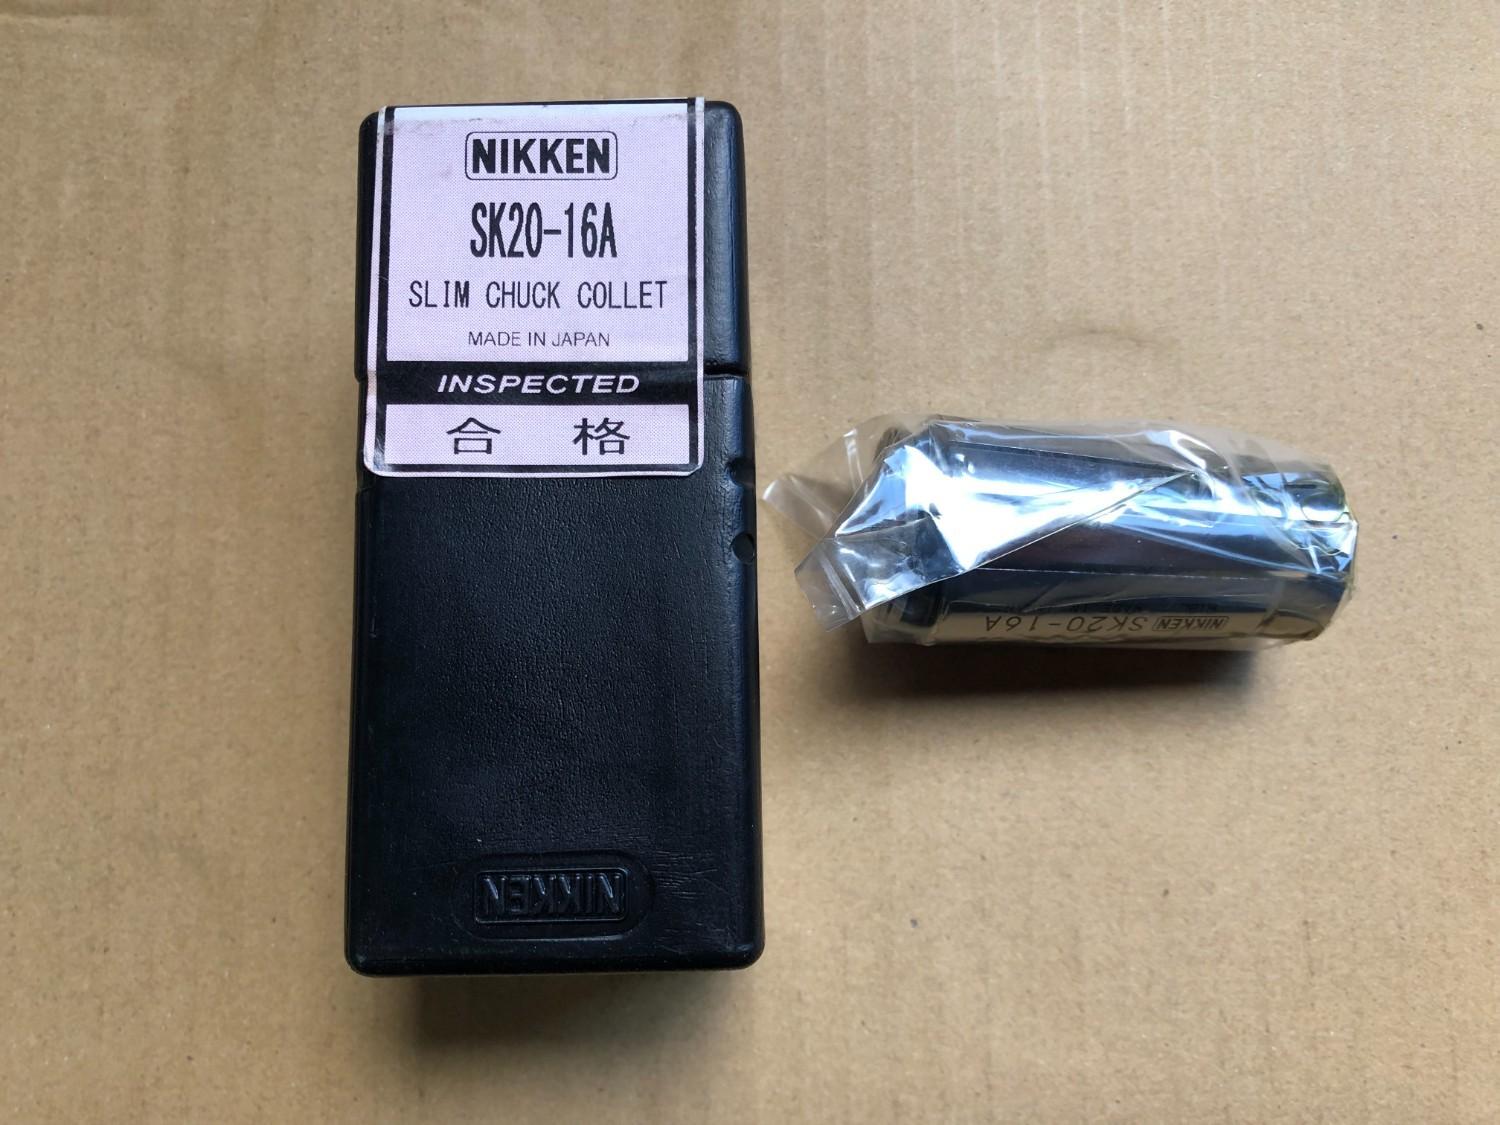 NIKKEN
SK20-16A
SLIM CHUCK COLLET
MADE IN JAPAN
INSPECTED
合格
NIKKEN
NIKKEN SK20-16A